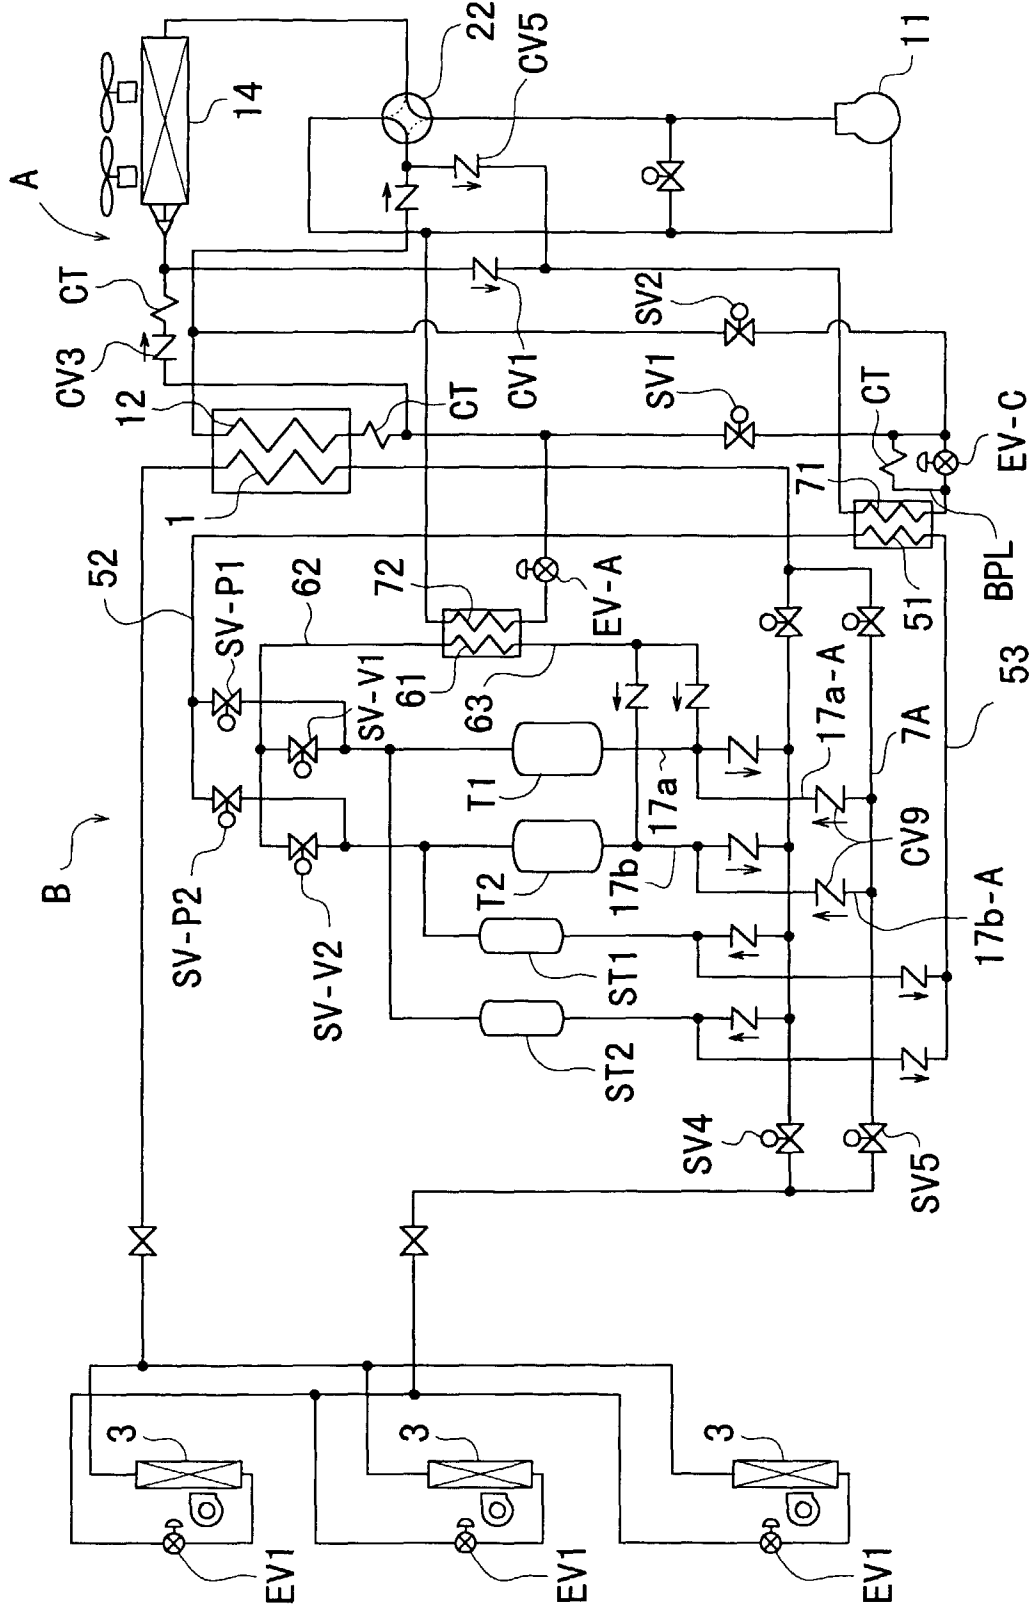 A
B
CT
CV3
52
3
12
1
SV-P2
SV-P1
14
EV1
62
SV-V2
SV-V1
72
61
3
CT
63
T1
T2
22
CV1
CV5
EV1
EV-A
ST2
ST1
17b
17a
SV1
SV2
SV4
3
71
17a-A
CT
EV1
11
SV5
CV9
7A
51
17b-A
BPL
EV-C
53